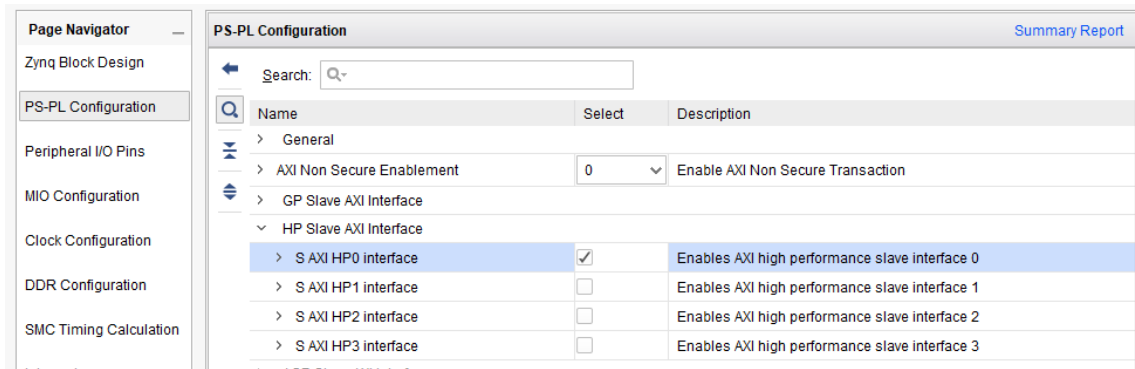 Page Navigator
Zynq Block Design
PS-PL Configuration
Peripheral I/O Pins
MIO Configuration
Clock Configuration
DDR Configuration
SMC Timing Calculation
PS-PL Configuration Summary Report
Search:
Name Select Description
General
AXI Non Secure Enablement 0 Enable AXI Non Secure Transaction
GP Slave AXI Interface
HP Slave AXI Interface
S AXI HP0 interface Enables AXI high performance slave interface 0
S AXI HP1 interface Enables AXI high performance slave interface 1
S AXI HP2 interface Enables AXI high performance slave interface 2
S AXI HP3 interface Enables AXI high performance slave interface 3